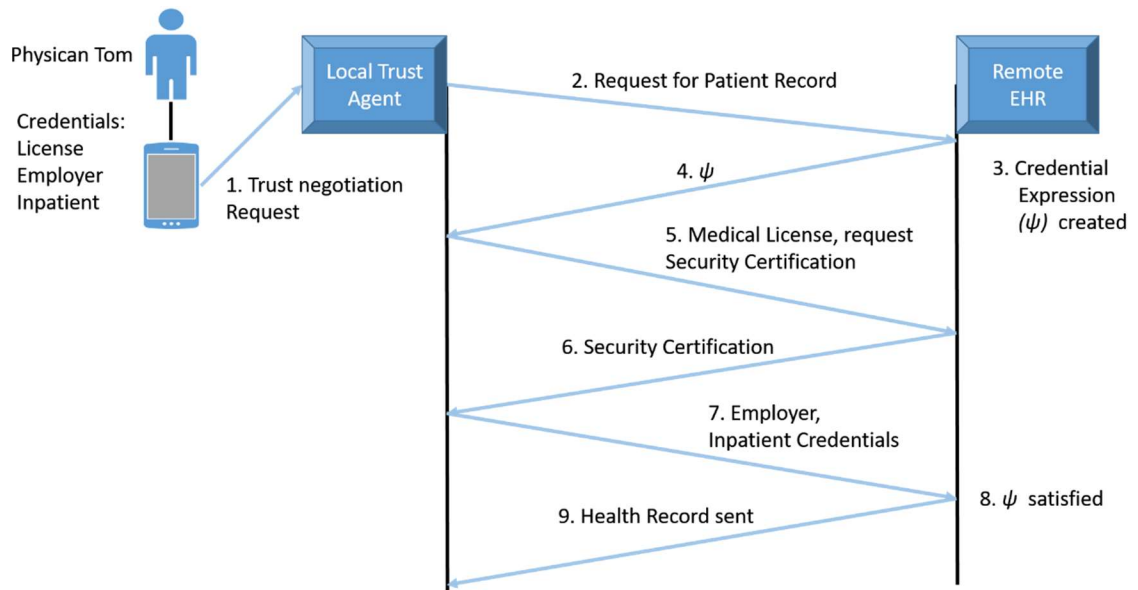 Physican Tom
Credentials:
License
Employer
Inpatient
Local Trust
Agent
Remote
EHR
1. Trust negotiation
Request
2. Request for Patient Record
3. Credential
Expression
(ψ) created
4. ψ
5. Medical License, request
Security Certification
6. Security Certification
7. Employer,
Inpatient Credentials
8. ψ satisfied
9. Health Record sent